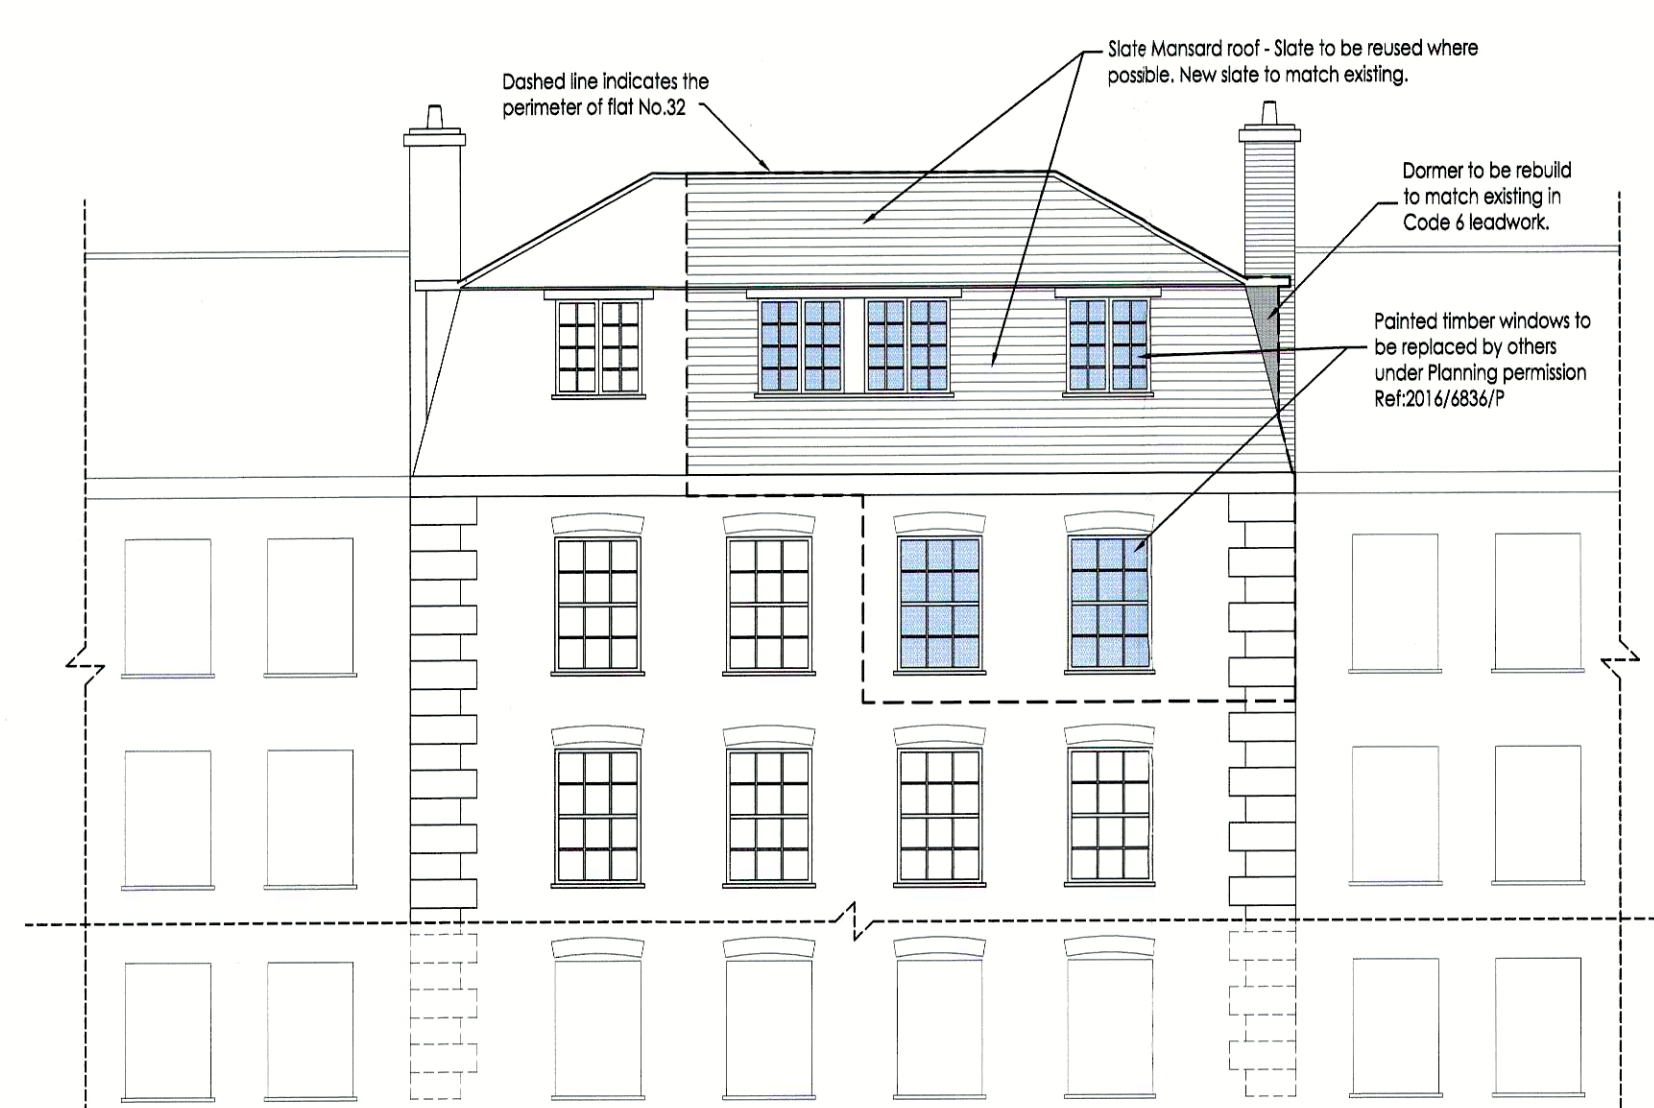 Slate Mansard roof - Slate to be reused where
possible. New slate to match existing.
Dashed line indicates the
perimeter of flat No.32
Dormer to be rebuild
to match existing in
Code 6 leadwork.
Painted timber windows to
be replaced by others
under Planning permission
Ref:2016/6836/P